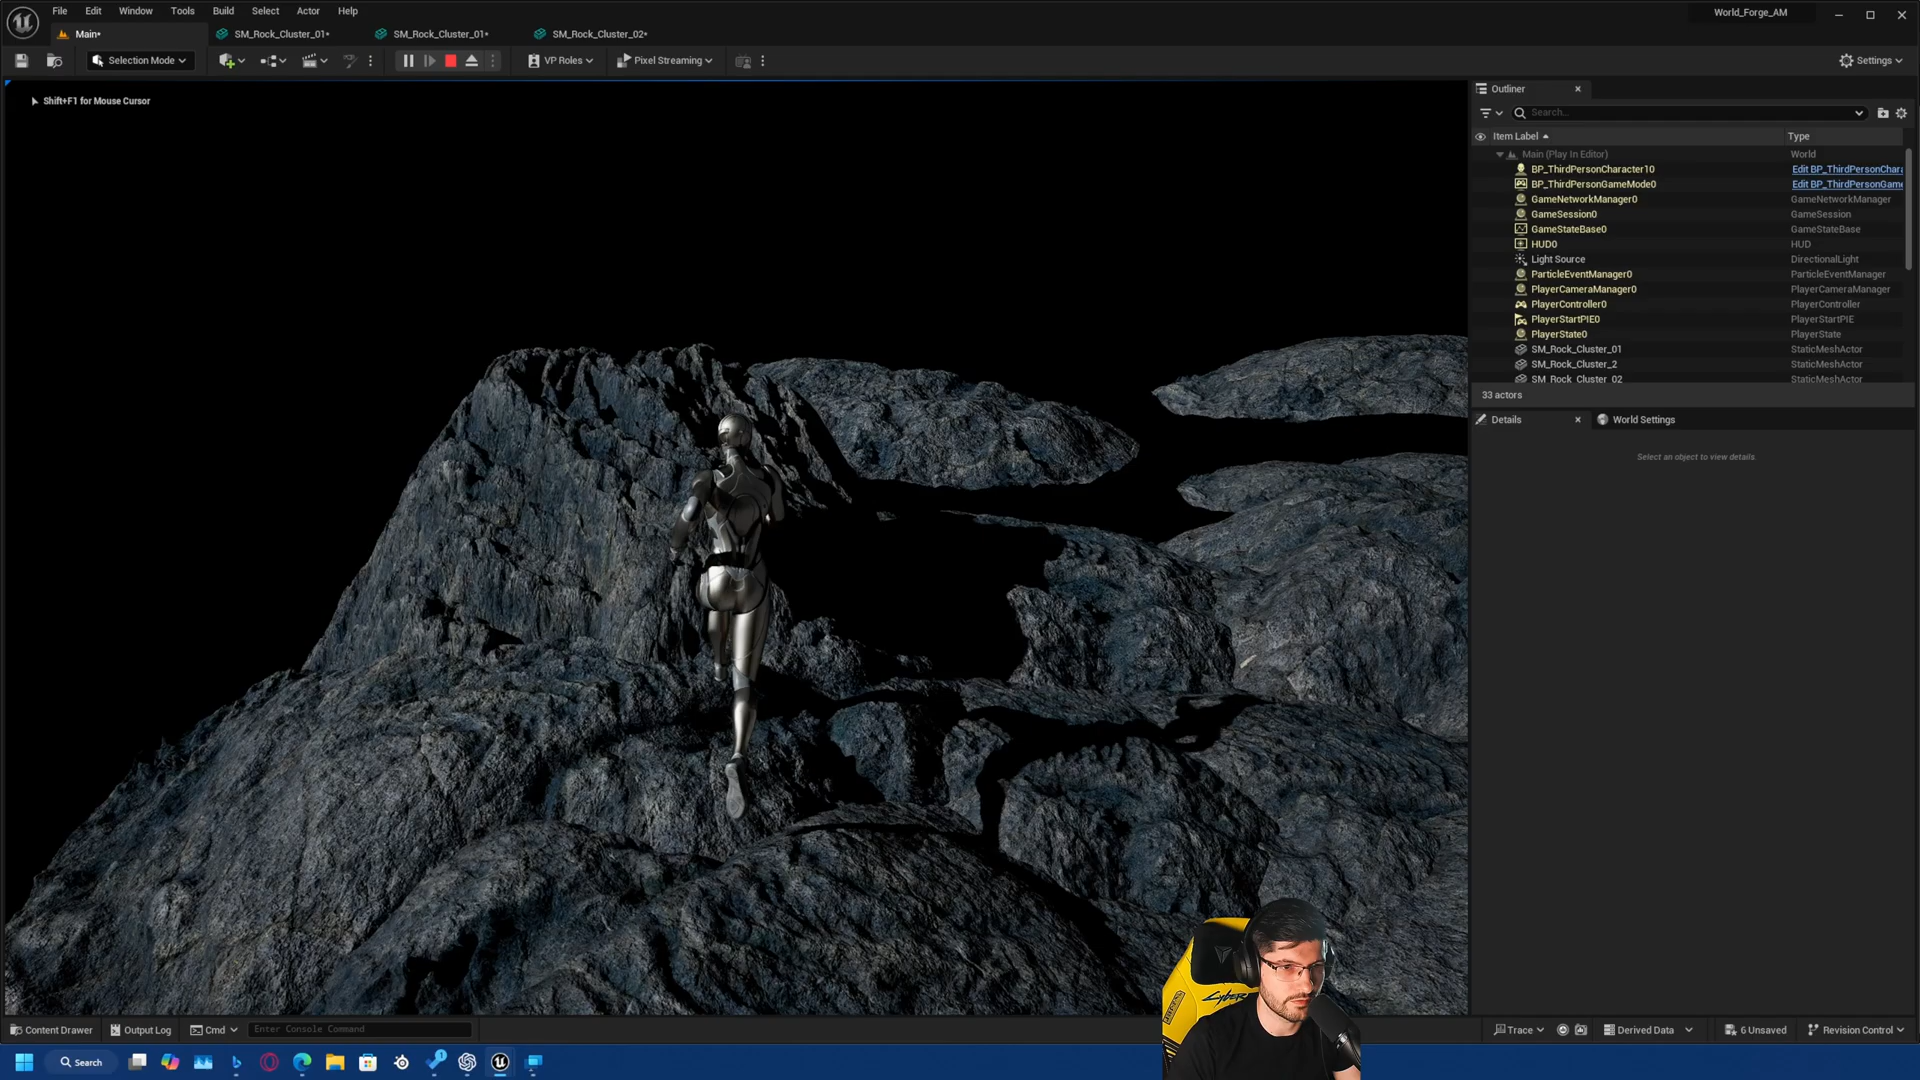 File Edit Window Tools Build Select Actor Help
World_Forge_AM
Main*
SM_Rock_Cluster_01*
SM_Rock_Cluster_01*
SM_Rock_Cluster_02*
Selection Mode
VP Roles
Pixel Streaming
Settings
Shift+F1 for Mouse Cursor
Outliner
Search...
Item Label
Type
Main (Play In Editor)
World
BP_ThirdPersonCharacter10
Edit BP_ThirdPersonChara
BP_ThirdPersonGameMode0
Edit BP_ThirdPersonGame
GameNetworkManager0
GameNetworkManager
GameSession0
GameSession
GameStateBase0
GameStateBase
HUD0
HUD
Light Source
DirectionalLight
ParticleEventManager0
ParticleEventManager
PlayerCameraManager0
PlayerCameraManager
PlayerController0
PlayerController
PlayerStartPIE0
PlayerStartPIE
PlayerState0
PlayerState
SM_Rock_Cluster_01
StaticMeshActor
SM_Rock_Cluster_2
StaticMeshActor
SM_Rock_Cluster_02
StaticMeshActor
33 actors
Details
World Settings
Select an object to view details.
Cyber
Content Drawer
Output Log
Cmd
Enter Console Command
Trace
Derived Data
6 Unsaved
Revision Control
Search